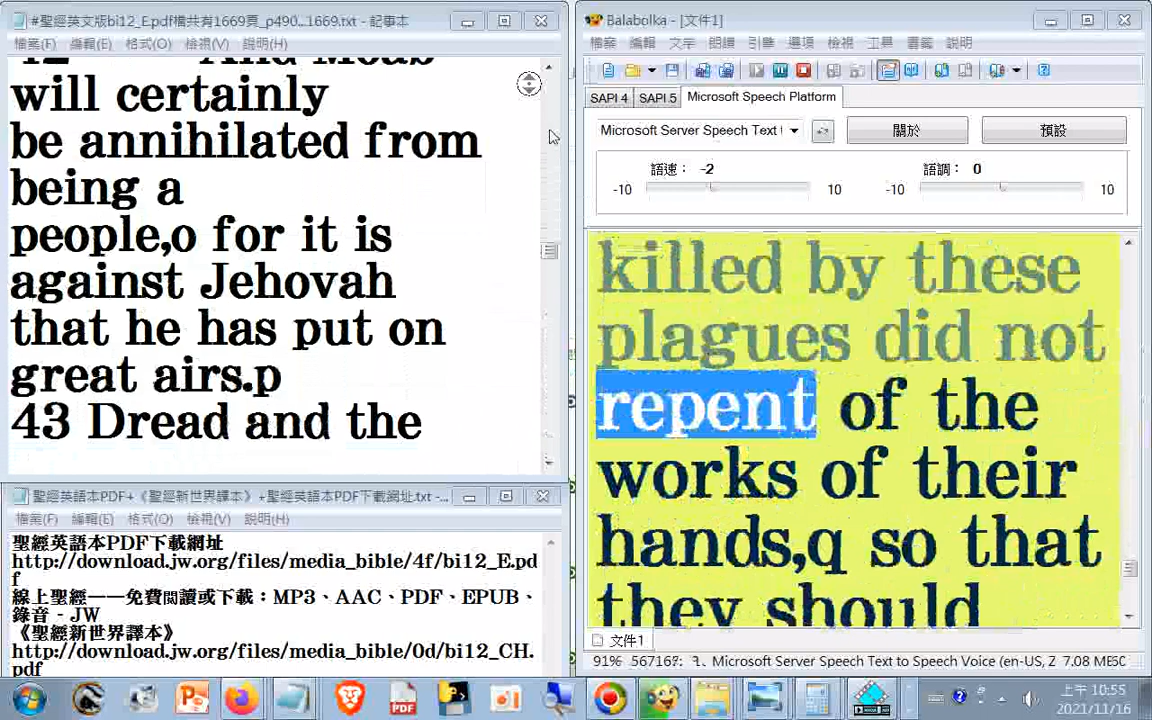 #聖經英文版bi12_E.pdf檔共有1669頁_p490...1669.txt - 記事本
檔案(F) 編輯(E) 格式(O) 檢視(V) 說明(H)
42 And Moab
will certainly
be annihilated from
being a
people,o for it is
against Jehovah
that he has put on
great airs.p
43 Dread and the
聖經英語本PDF+《聖經新世界譯本》+聖經英語本PDF下載網址.txt -...
檔案(F) 編輯(E) 格式(O) 檢視(V) 說明(H)
聖經英語本PDF下載網址
http://download.jw.org/files/media_bible/4f/bi12_E.pd
f
線上聖經——免費閱讀或下載：MP3、AAC、PDF、EPUB、
錄音 - JW
《聖經新世界譯本》
http://download.jw.org/files/media_bible/0d/bi12_CH.
pdf
Balabolka - [文件1]
檔案 編輯 文字 朗讀 引擎 選項 檢視 工具 書籤 說明
SAPI 4 SAPI 5 Microsoft Speech Platform
Microsoft Server Speech Text 關於 預設
語速： -2 語調： 0
-10 10 -10 10
killed by these
plagues did not
repent of the
works of their
hands,q so that
they should
文件1
91% Microsoft Server Speech Text to Speech Voice (en-US, Z 7.08 ME
上午 10:55
2021/11/16